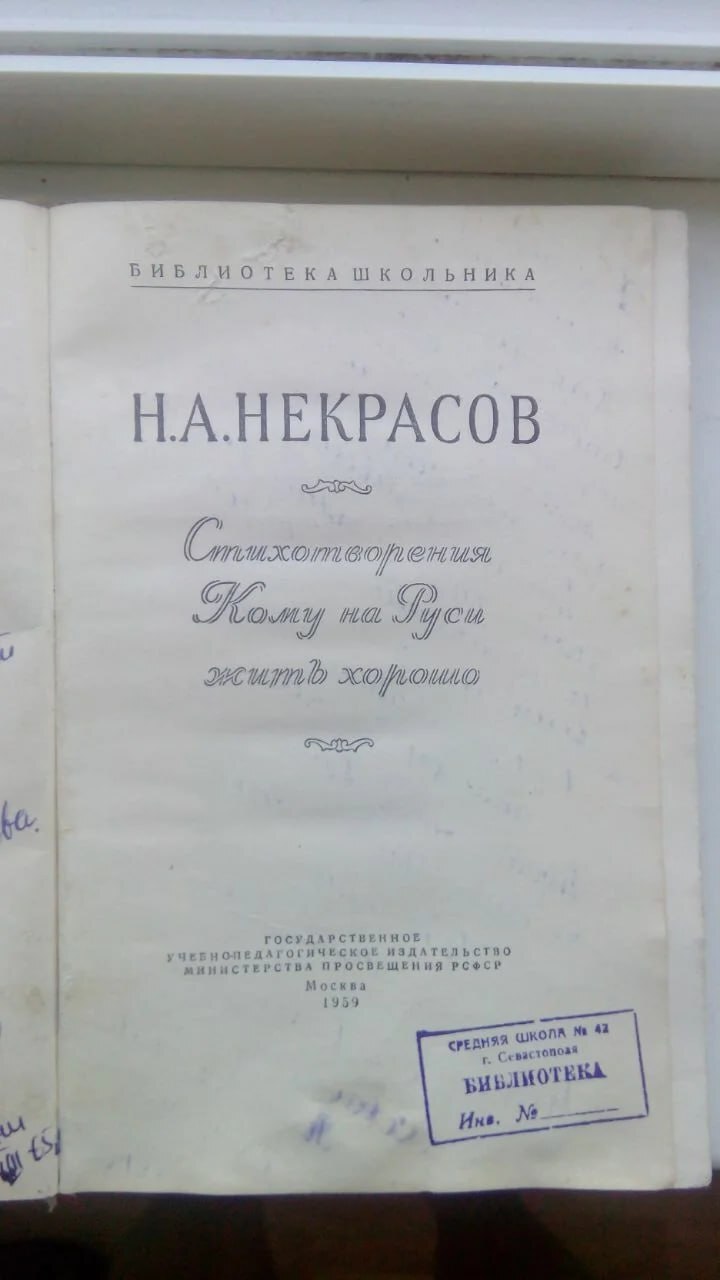 БИБЛИОТЕКА ШКОЛЬНИКА
Н.А.НЕКРАСОВ
Стихотворения
Кому на Руси
жить хорошо
ГОСУДАРСТВЕННОЕ
УЧЕБНО-ПЕДАГОГИЧЕСКОЕ ИЗДАТЕЛЬСТВО
МИНИСТЕРСТВА ПРОСВЕЩЕНИЯ РСФСР
Москва
1959
СРЕДНЯЯ ШКОЛА № 42
г. Севастополя
БИБЛИОТЕКА
Инв. №